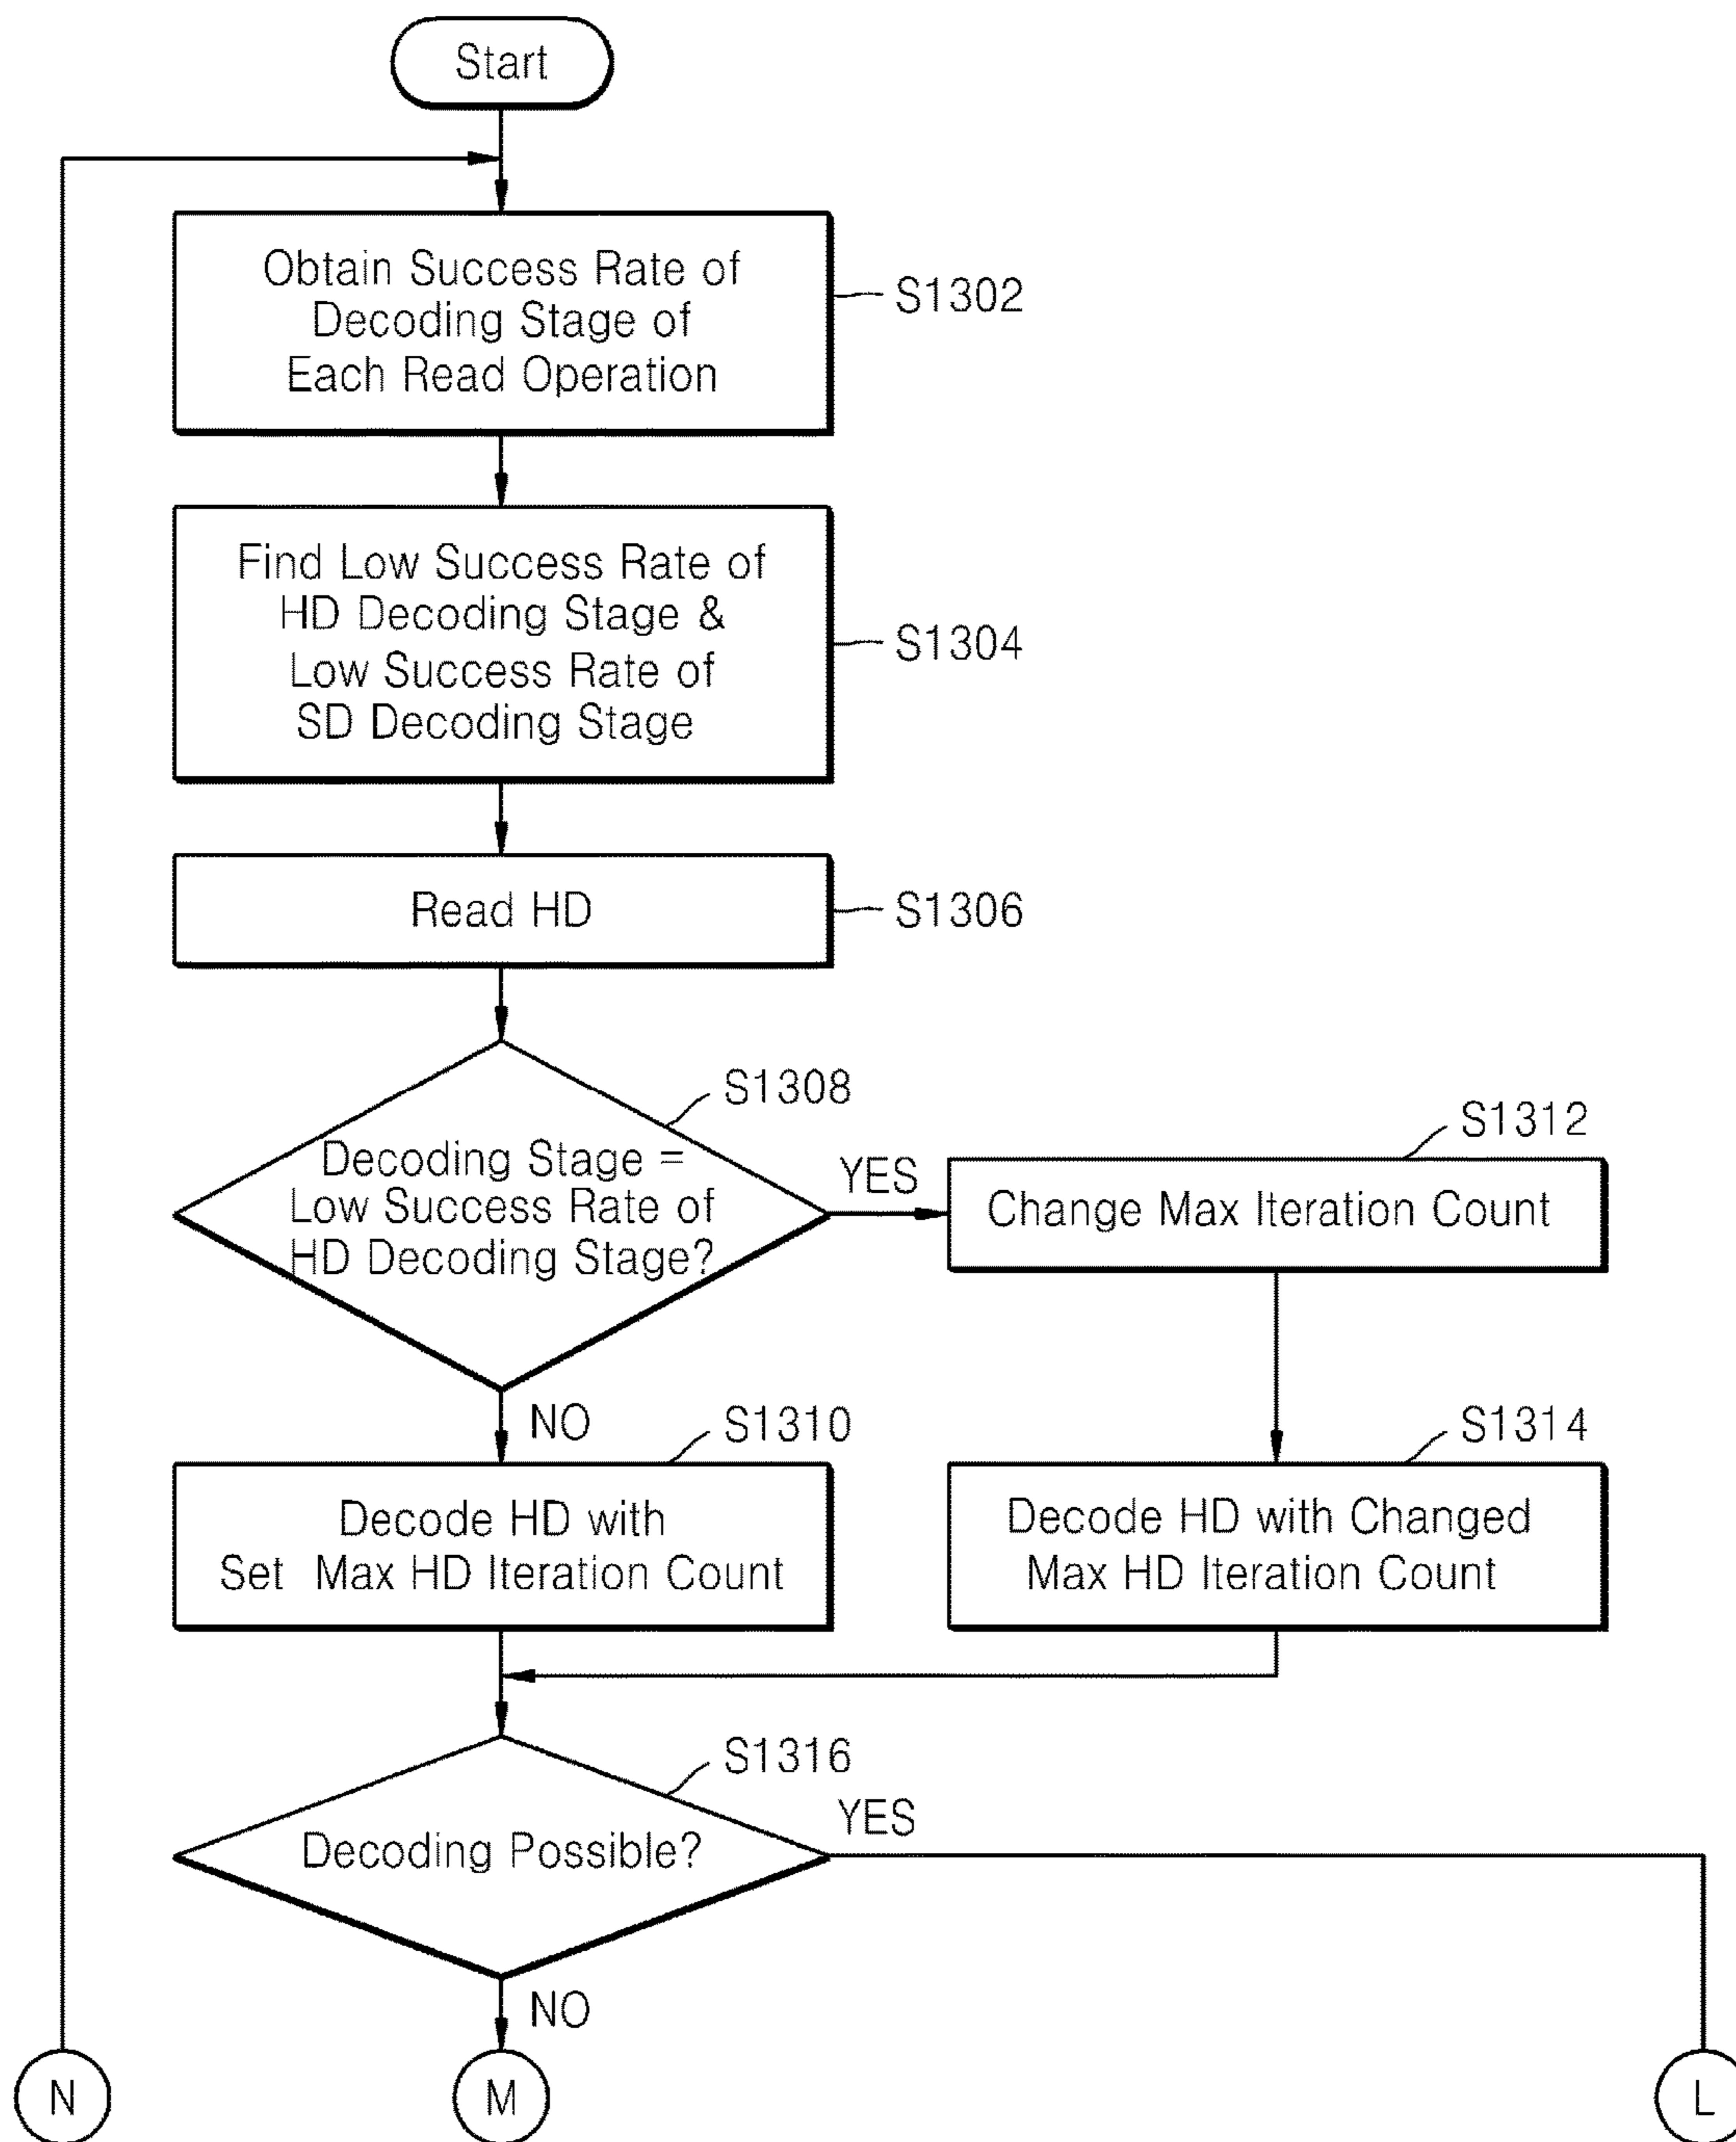 Start
Obtain Success Rate of
Decoding Stage of
Each Read Operation
S1302
Find Low Success Rate of
HD Decoding Stage &
Low Success Rate of
SD Decoding Stage
S1304
Read HD
S1306
S1308
Decoding Stage =
Low Success Rate of
HD Decoding Stage?
YES
S1312
Change Max Iteration Count
NO
S1310
Decode HD with
Set Max HD Iteration Count
S1314
Decode HD with Changed
Max HD Iteration Count
S1316
Decoding Possible?
YES
NO
N
M
L